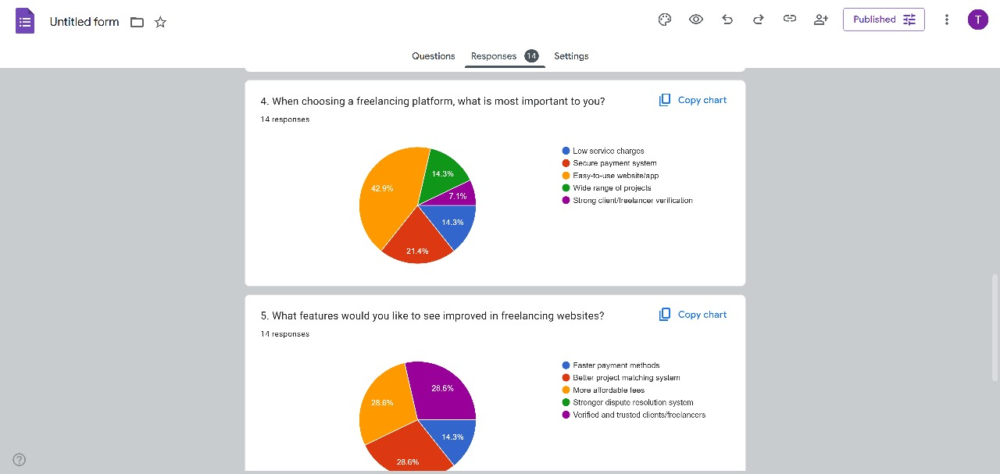 Untitled form
Published
T
Questions
Responses 14
Settings
4. When choosing a freelancing platform, what is most important to you?
Copy chart
14 responses
42.9%
14.3%
7.1%
14.3%
21.4%
Low service charges
Secure payment system
Easy-to-use website/app
Wide range of projects
Strong client/freelancer verification
5. What features would you like to see improved in freelancing websites?
Copy chart
14 responses
28.6%
28.6%
14.3%
28.6%
Faster payment methods
Better project matching system
More affordable fees
Stronger dispute resolution system
Verified and trusted clients/freelancers
?